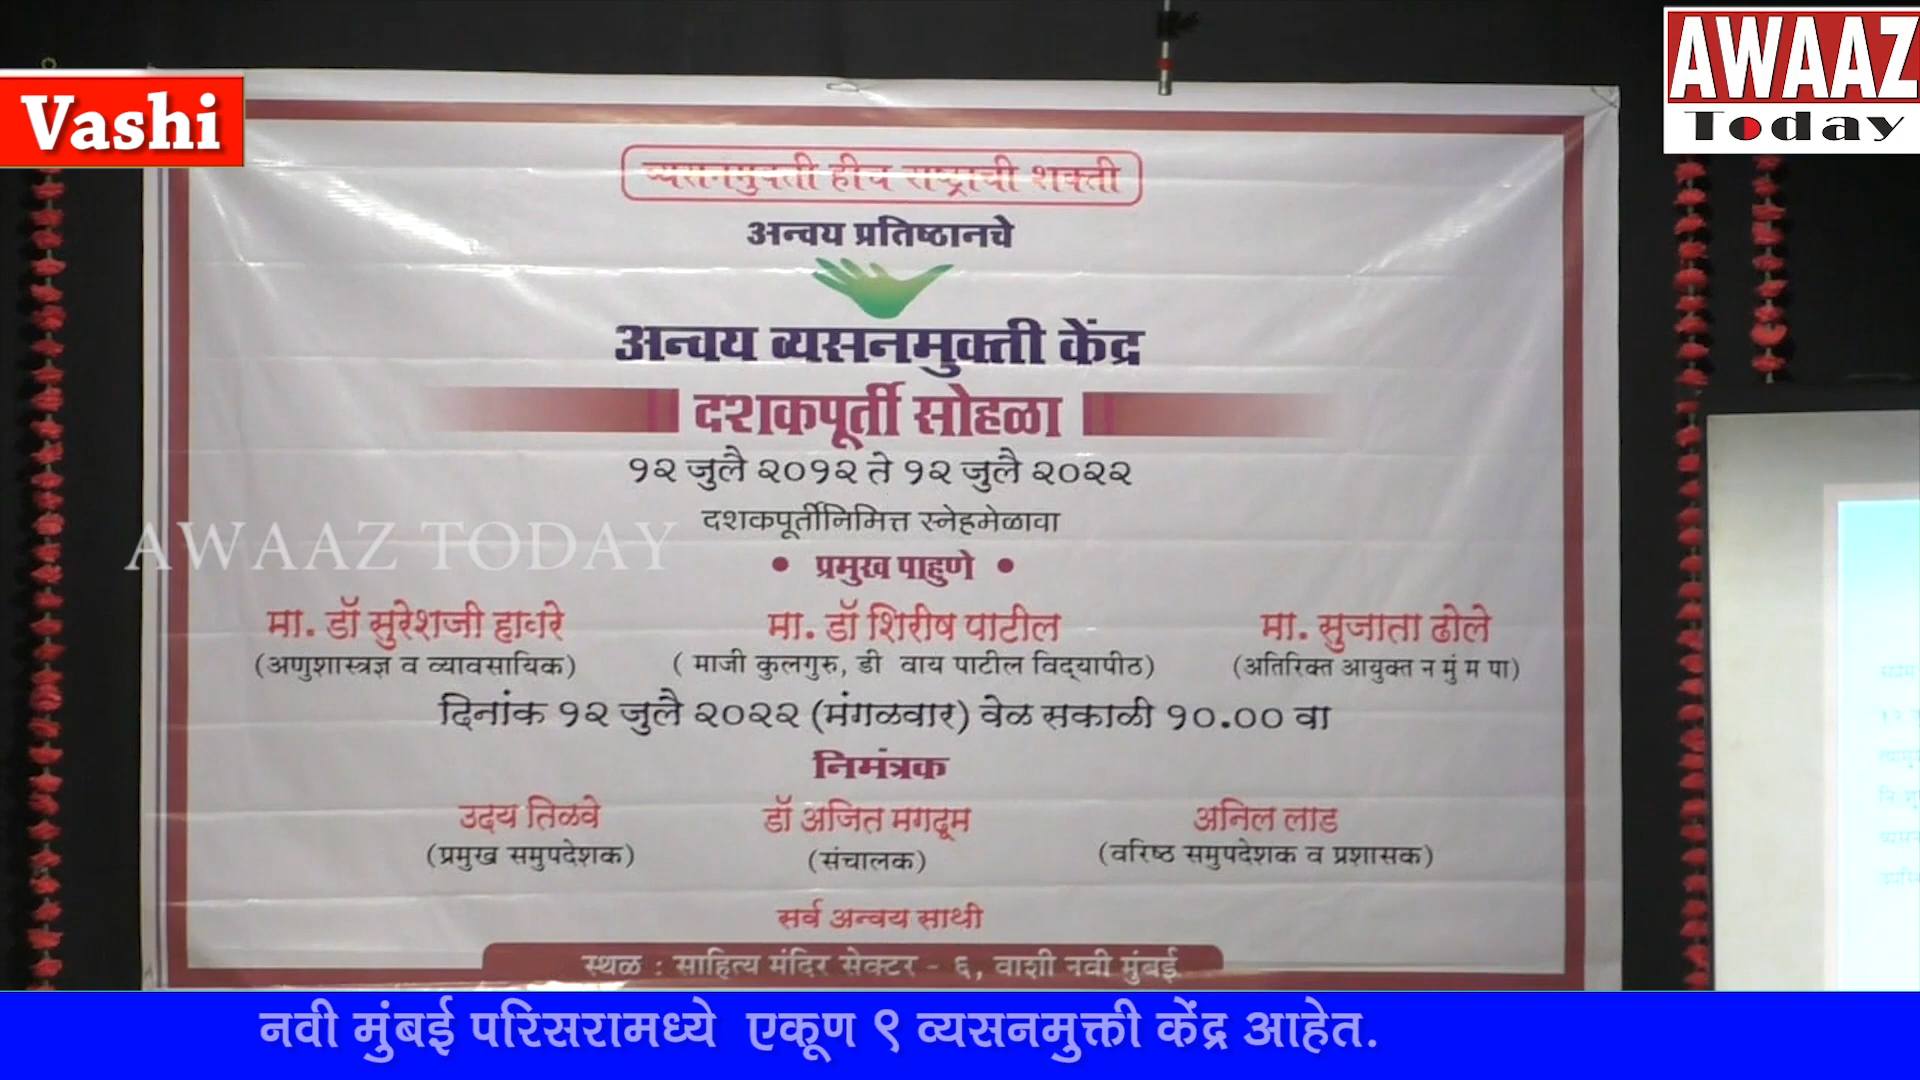 Vashi
AWAAZ
Today
व्यसनमुक्ती हीच राष्ट्राची शक्ती
अन्वय प्रतिष्ठानचे
अन्वय व्यसनमुक्ती केंद्र
दशकपूर्ती सोहळा
१२ जुलै २०१२ ते १२ जुलै २०२२
दशकपूर्तीनिमित्त स्नेहमेळावा
AWAAZ TODAY
• प्रमुख पाहुणे •
मा. डॉ सुरेशजी हावरे मा. डॉ शिरीष पाटील मा. सुजाता ढोले
(अणुशास्त्रज्ञ व व्यावसायिक) ( माजी कुलगुरु, डी वाय पाटील विद्यापीठ) (अतिरिक्त आयुक्त न मुं म पा)
दिनांक १२ जुलै २०२२ (मंगळवार) वेळ सकाळी १०.०० वा
निमंत्रक
उदय तिळवे डॉ अजित मगदूम अनिल लाड
(प्रमुख समुपदेशक) (संचालक) (वरिष्ठ समुपदेशक व प्रशासक)
सर्व अन्वय साथी
स्थळ : साहित्य मंदिर सेक्टर - ६, वाशी नवी मुंबई
नवी मुंबई परिसरामध्ये एकूण ९ व्यसनमुक्ती केंद्र आहेत.